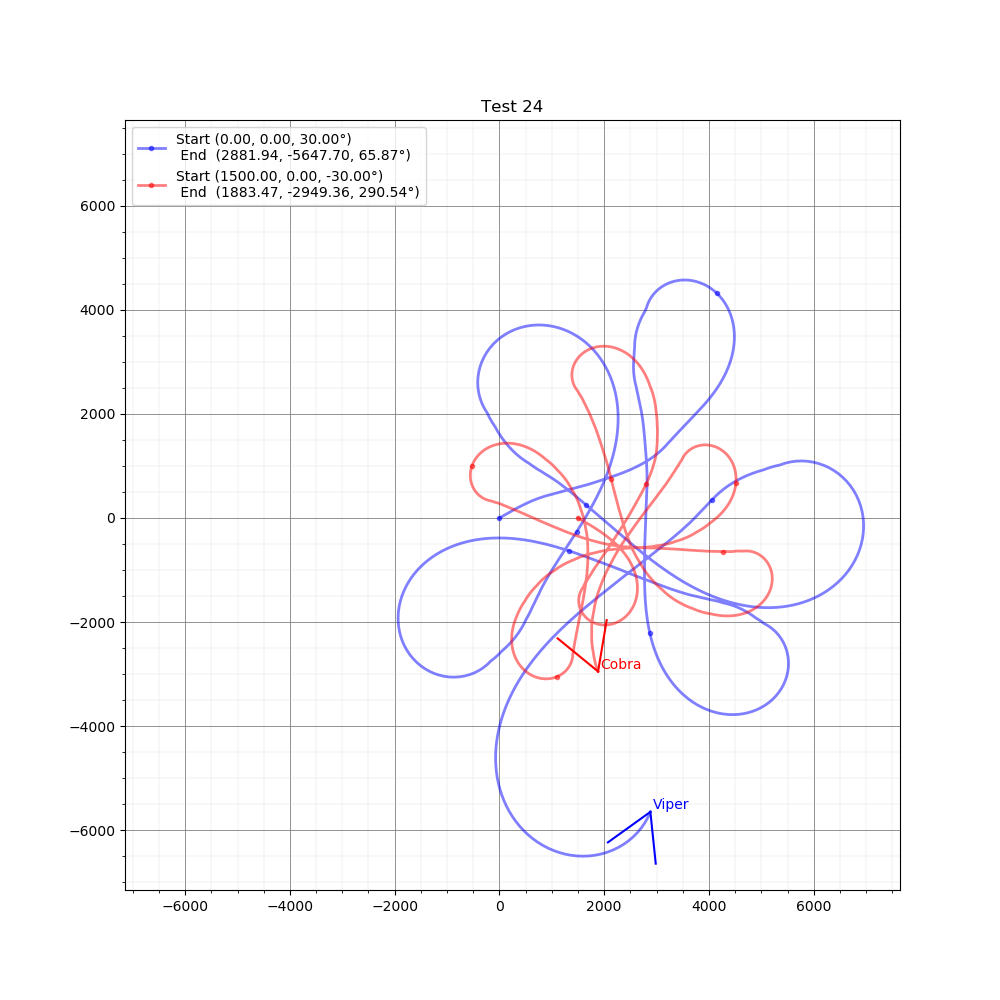 Test 24
Start (0.00, 0.00, 30.00°)
End  (2881.94, -5647.70, 65.87°)
Start (1500.00, 0.00, -30.00°)
End  (1883.47, -2949.36, 290.54°)
6000
4000
2000
0
−2000
−4000
−6000
Cobra
Viper
−6000 −4000 −2000 0 2000 4000 6000